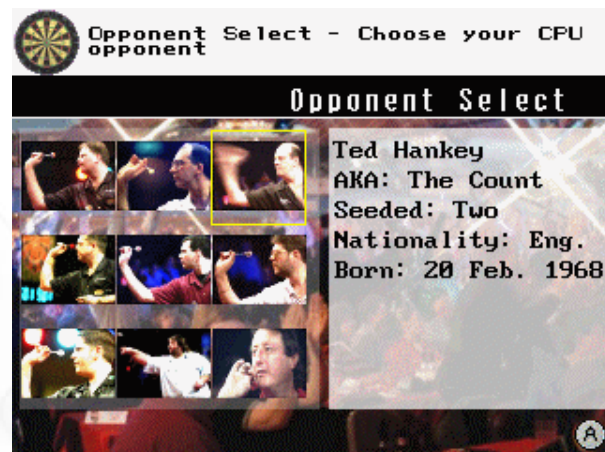 Opponent Select - Choose your CPU
opponent
Opponent Select
Ted Hankey
AKA: The Count
Seeded: Two
Nationality: Eng.
Born: 20 Feb. 1968
A